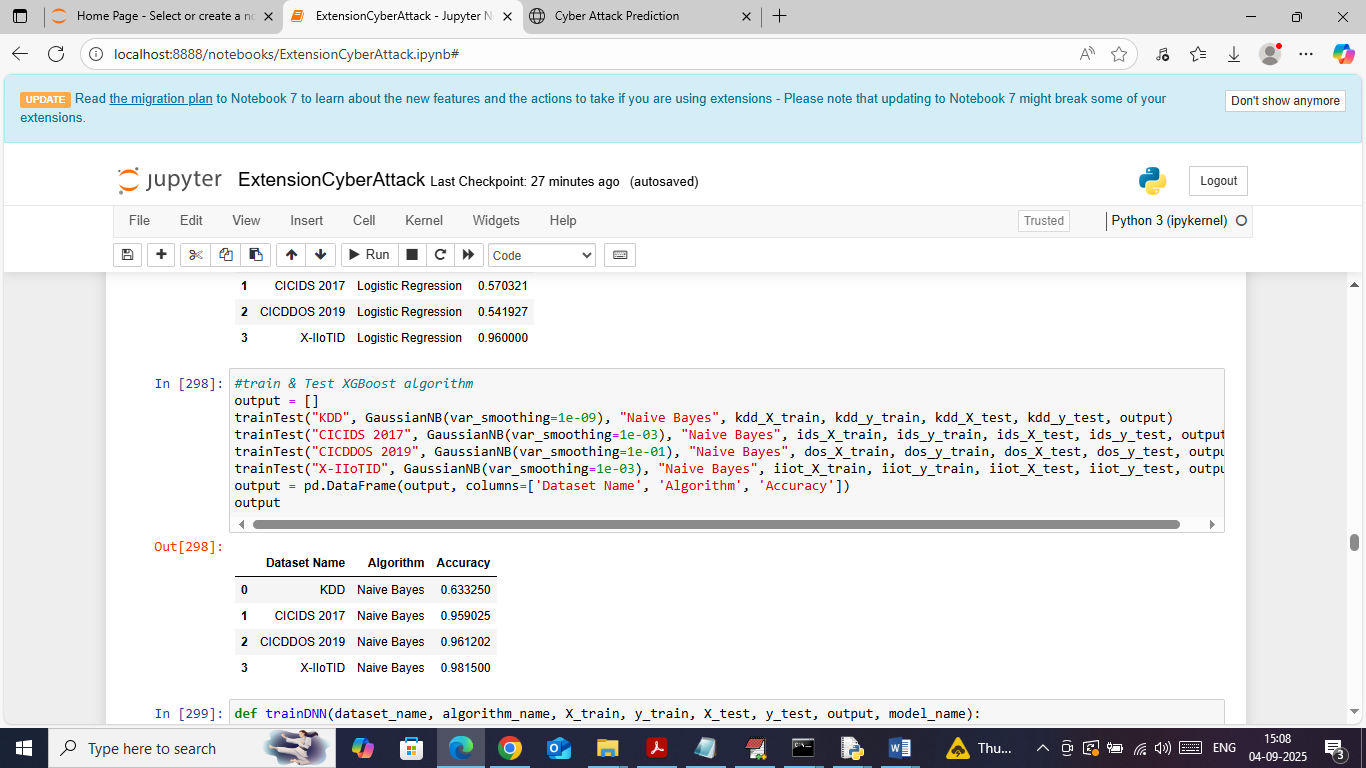 Home Page - Select or create a no
ExtensionCyberAttack - Jupyter N
Cyber Attack Prediction
localhost:8888/notebooks/ExtensionCyberAttack.ipynb#
UPDATE Read the migration plan to Notebook 7 to learn about the new features and the actions to take if you are using extensions - Please note that updating to Notebook 7 might break some of your
extensions.
Don't show anymore
jupyter ExtensionCyberAttack Last Checkpoint: 27 minutes ago (autosaved)
Logout
File Edit View Insert Cell Kernel Widgets Help
Trusted
Python 3 (ipykernel)
Run
Code
1 CICIDS 2017 Logistic Regression 0.570321
2 CICDDOS 2019 Logistic Regression 0.541927
3 X-IIoTID Logistic Regression 0.960000
In [298]: #train & Test XGBoost algorithm
output = []
trainTest("KDD", GaussianNB(var_smoothing=1e-09), "Naive Bayes", kdd_X_train, kdd_y_train, kdd_X_test, kdd_y_test, output)
trainTest("CICIDS 2017", GaussianNB(var_smoothing=1e-03), "Naive Bayes", ids_X_train, ids_y_train, ids_X_test, ids_y_test, output
trainTest("CICDDOS 2019", GaussianNB(var_smoothing=1e-01), "Naive Bayes", dos_X_train, dos_y_train, dos_X_test, dos_y_test, outpu
trainTest("X-IIoTID", GaussianNB(var_smoothing=1e-03), "Naive Bayes", iiot_X_train, iiot_y_train, iiot_X_test, iiot_y_test, outpu
output = pd.DataFrame(output, columns=['Dataset Name', 'Algorithm', 'Accuracy'])
output
Out[298]:
Dataset Name Algorithm Accuracy
0 KDD Naive Bayes 0.633250
1 CICIDS 2017 Naive Bayes 0.959025
2 CICDDOS 2019 Naive Bayes 0.961202
3 X-IIoTID Naive Bayes 0.981500
In [299]: def trainDNN(dataset_name, algorithm_name, X_train, y_train, X_test, y_test, output, model_name):
Type here to search
Thu...
ENG
15:08
04-09-2025
3